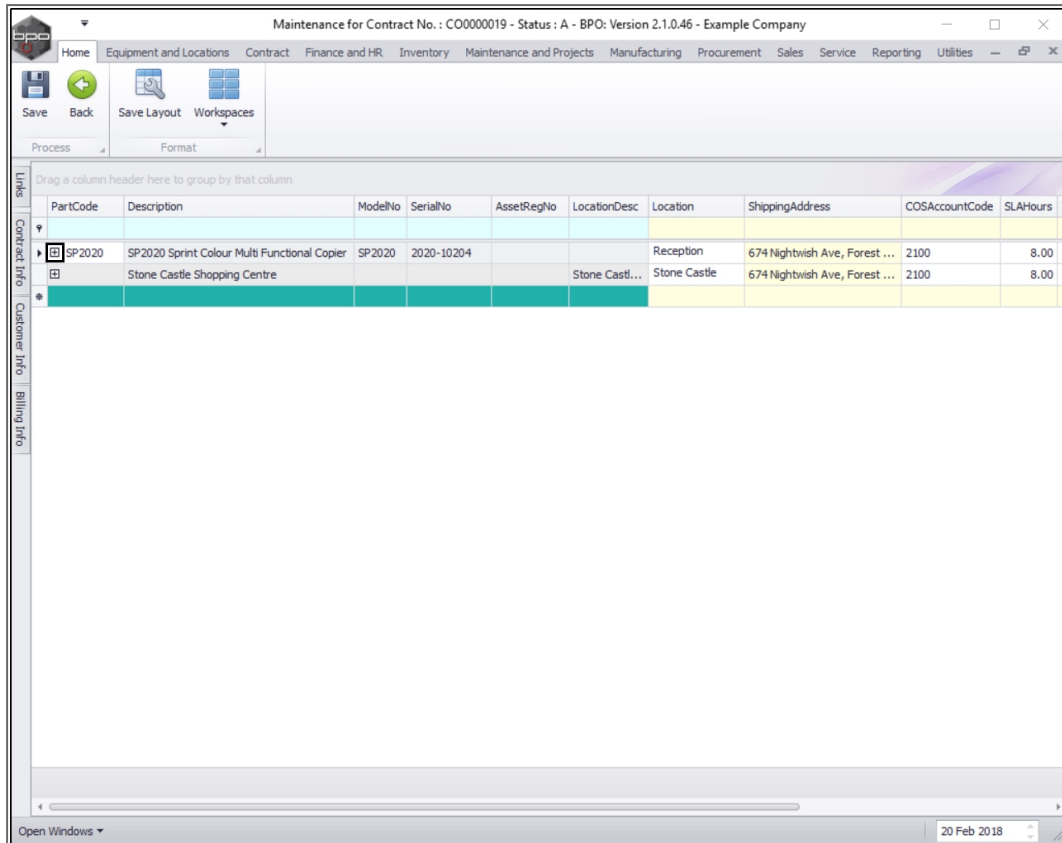 bpo
Maintenance for Contract No. : CO0000019 - Status : A - BPO: Version 2.1.0.46 - Example Company
Home Equipment and Locations Contract Finance and HR Inventory Maintenance and Projects Manufacturing Procurement Sales Service Reporting Utilities
Save Back Save Layout Workspaces
Process Format
Links
Contract Info
Customer Info
Billing Info
Drag a column header here to group by that column
PartCode Description ModelNo SerialNo AssetRegNo LocationDesc Location ShippingAddress COSAccountCode SLAHours
SP2020 SP2020 Sprint Colour Multi Functional Copier SP2020 2020-10204 Reception 674 Nightwish Ave, Forest ... 2100 8.00
Stone Castle Shopping Centre Stone Castl... Stone Castle 674 Nightwish Ave, Forest ... 2100 8.00
Open Windows 20 Feb 2018